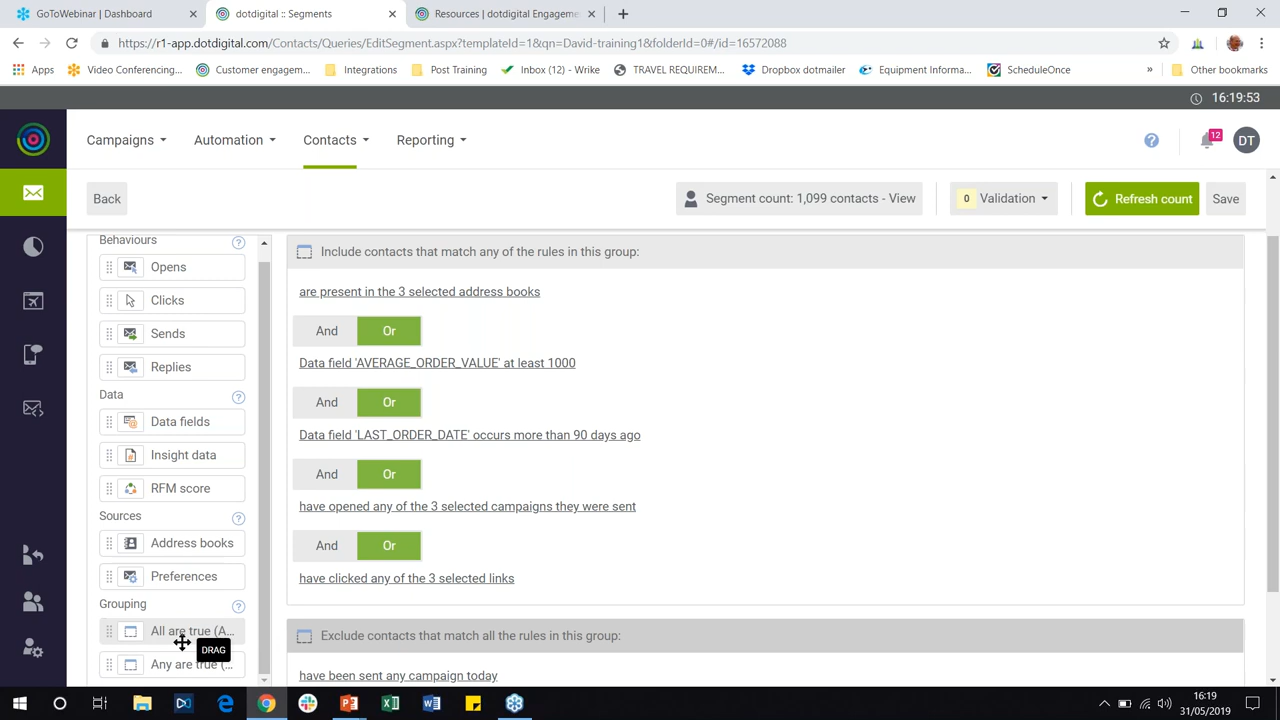 GoToWebinar | Dashboard
dotdigital :: Segments
Resources | dotdigital Engageme
https://r1-app.dotdigital.com/Contacts/Queries/EditSegment.aspx?templateId=1&qn=David-training1&folderId=0#/id=16572088
Apps
Video Conferencing...
Customer engagem...
Integrations
Post Training
Inbox (12) - Wrike
TRAVEL REQUIREM...
Dropbox dotmailer
Equipment Informa...
ScheduleOnce
»
Other bookmarks
16:19:53
Campaigns
Automation
Contacts
Reporting
?
12
DT
Back
Segment count: 1,099 contacts - View
0 Validation
Refresh count
Save
Behaviours
?
Opens
Clicks
Sends
Replies
Data
?
Data fields
Insight data
RFM score
Sources
?
Address books
Preferences
Grouping
?
All are true (A...
DRAG
Any are true (...
Include contacts that match any of the rules in this group:
are present in the 3 selected address books
And Or
Data field 'AVERAGE_ORDER_VALUE' at least 1000
And Or
Data field 'LAST_ORDER_DATE' occurs more than 90 days ago
And Or
have opened any of the 3 selected campaigns they were sent
And Or
have clicked any of the 3 selected links
Exclude contacts that match all the rules in this group:
have been sent any campaign today
16:19
31/05/2019